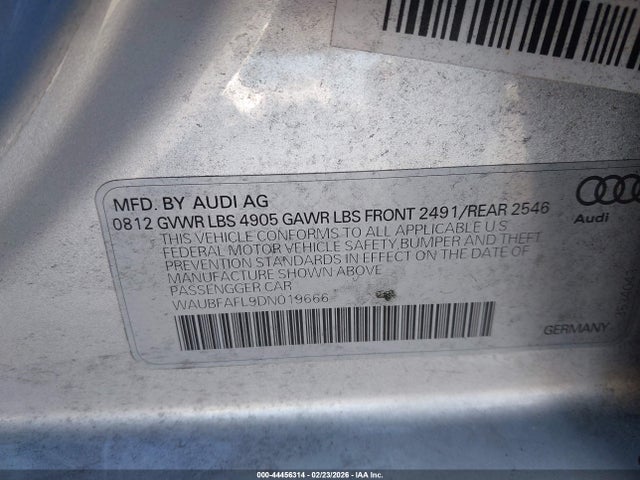 MFD. BY AUDI AG
0812 GVWR LBS 4905 GAWR LBS FRONT 2491/REAR 2546
THIS VEHICLE CONFORMS TO ALL APPLICABLE U S
FEDERAL MOTOR VEHICLE SAFETY BUMPER AND THEFT
PREVENTION STANDARDS IN EFFECT ON THE DATE OF
MANUFACTURE SHOWN ABOVE
PASSENGGER CAR
WAUBFAFL9DN019666
Audi
GERMANY
000-44456314 - 02/23/2026 - IAA Inc.